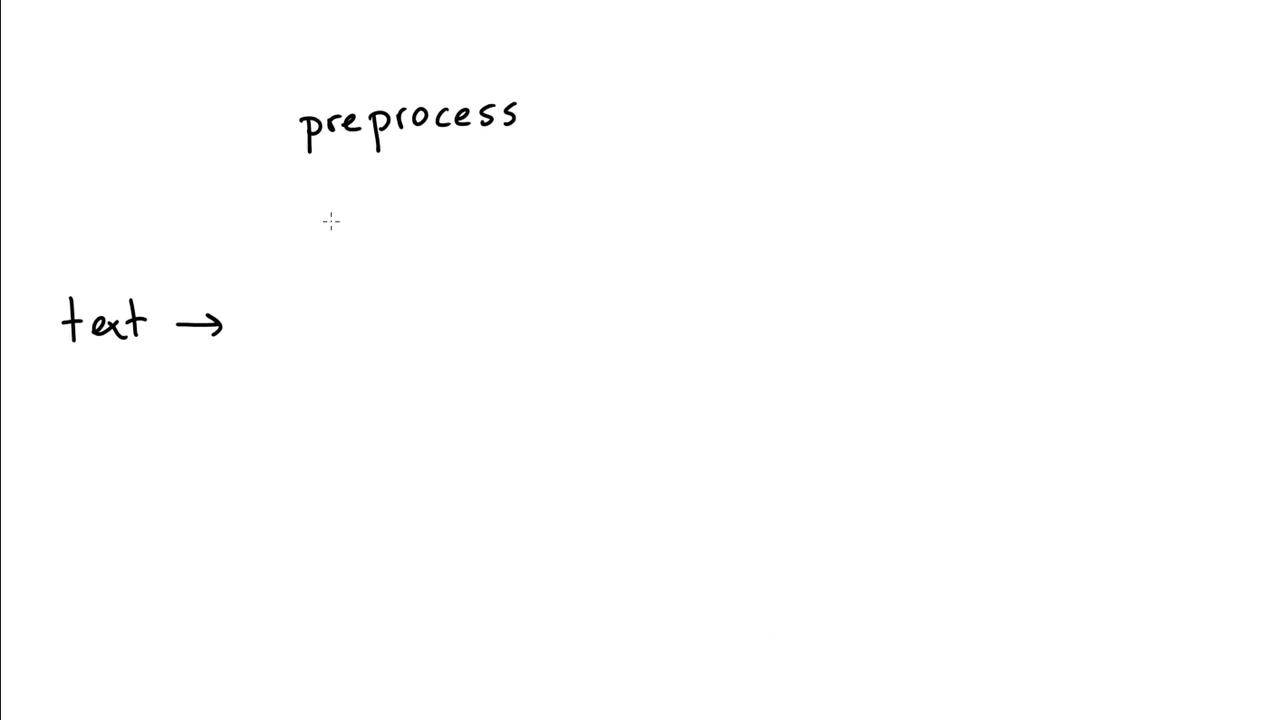 preprocess
text →